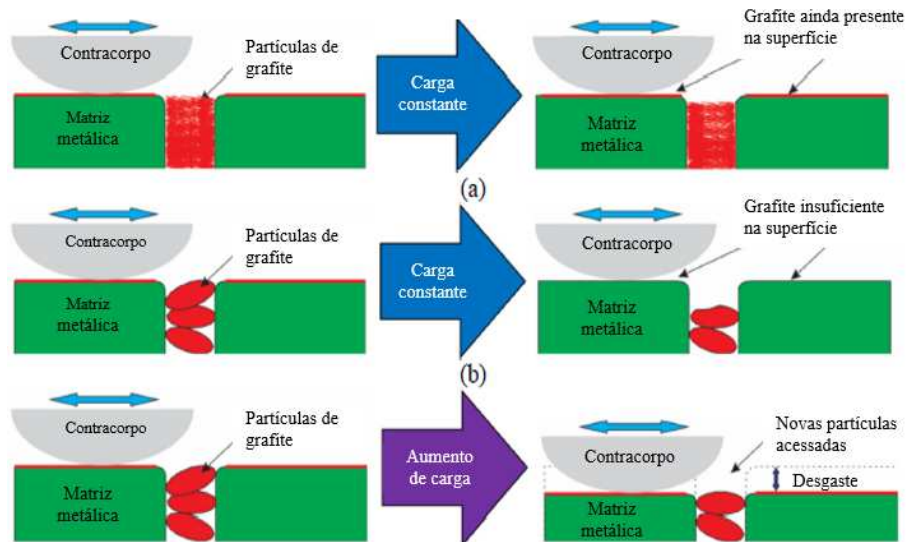 Contracorpo
Partículas de
grafite
Matriz
metálica
Carga
constante
Grafite ainda presente
na superfície
Contracorpo
Matriz
metálica
(a)
Contracorpo
Partículas de
grafite
Matriz
metálica
Carga
constante
Grafite insuficiente
na superfície
Contracorpo
Matriz
metálica
(b)
Contracorpo
Partículas de
grafite
Matriz
metálica
Aumento
de carga
Novas partículas
acessadas
Contracorpo
Desgaste
Matriz
metálica